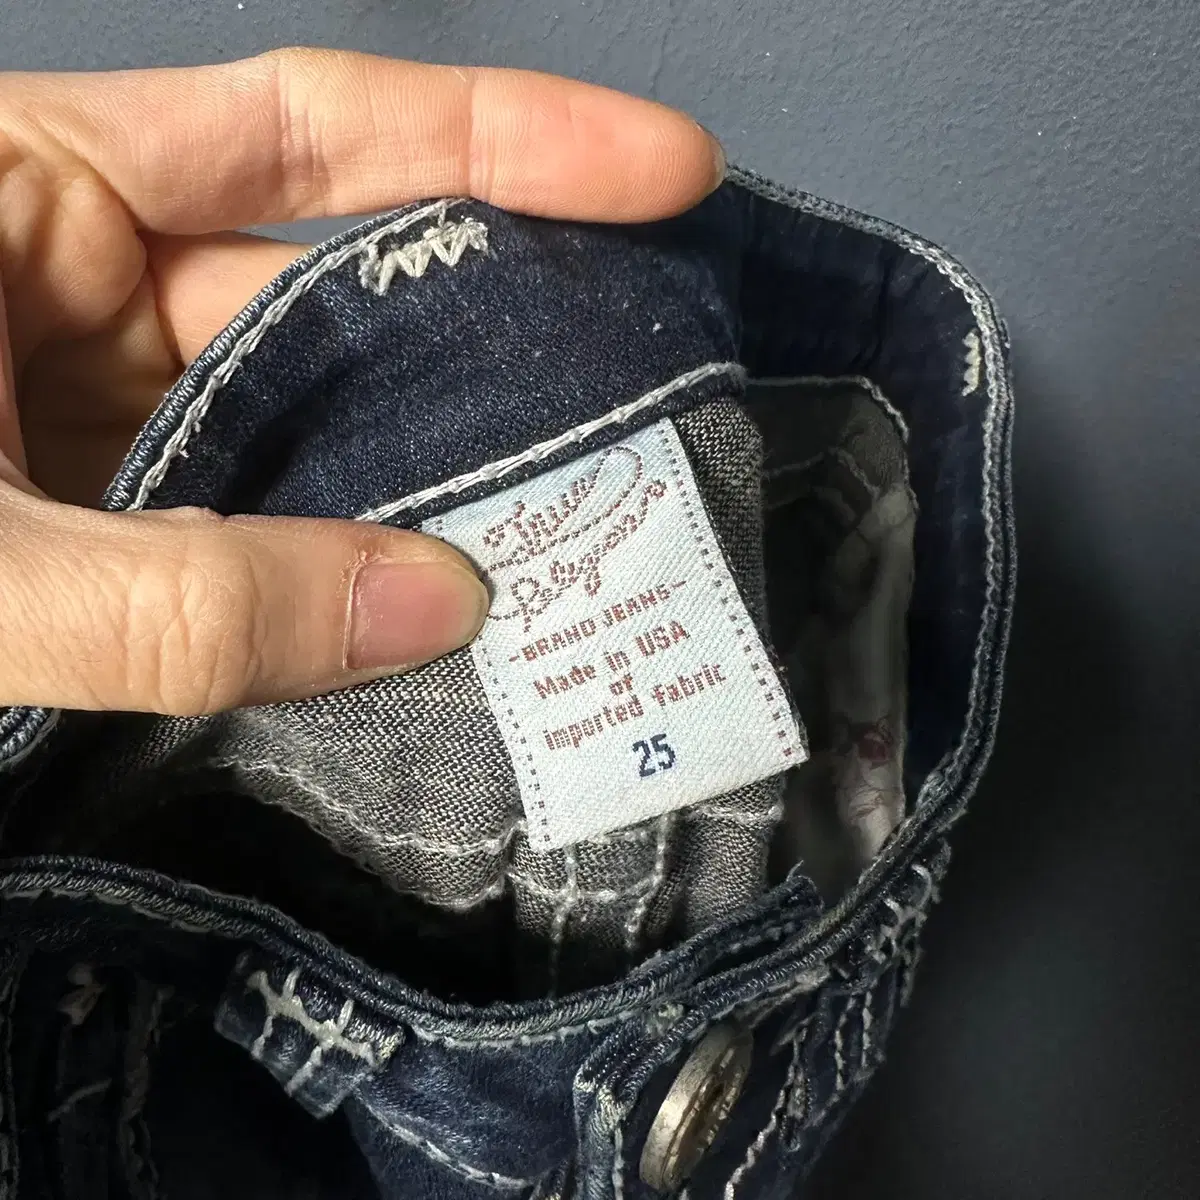 True
Religion
-BRAND JEANS-
Made in USA
of
imported fabric
25